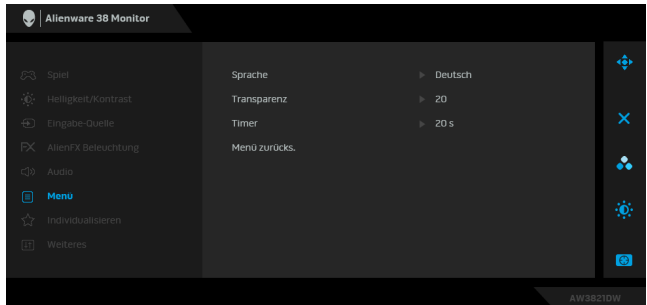 Alienware 38 Monitor
Spiel
Helligkeit/Kontrast
Eingabe-Quelle
AlienFX Beleuchtung
Audio
Menü
Individualisieren
Weiteres
Sprache Deutsch
Transparenz 20
Timer 20 s
Menü zurücks.
AW3821DW